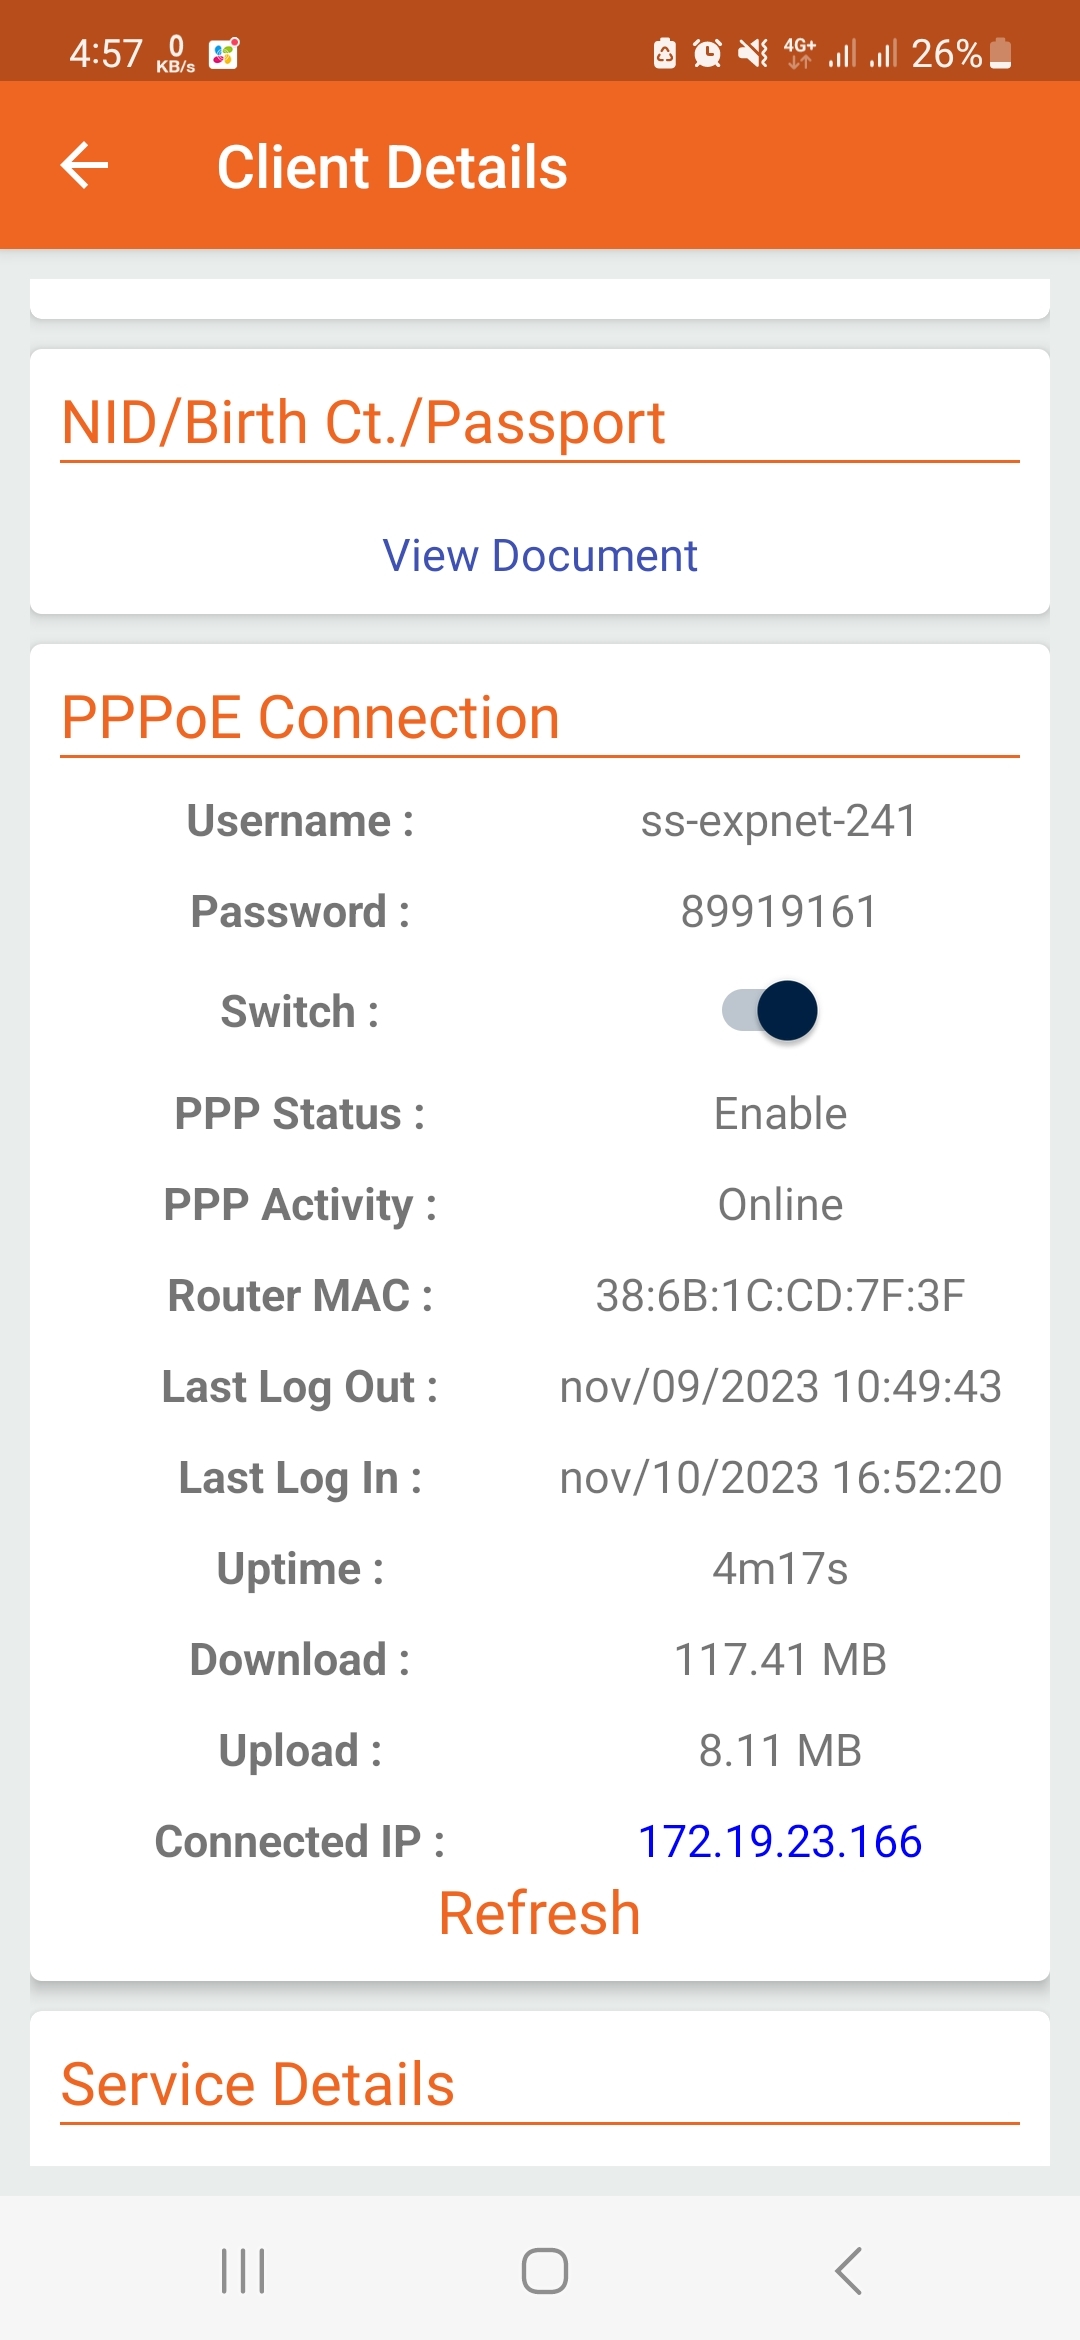 4:57 0 KB/s 4G+ 26%
Client Details
NID/Birth Ct./Passport
View Document
PPPoE Connection
Username : ss-expnet-241
Password : 89919161
Switch :
PPP Status : Enable
PPP Activity : Online
Router MAC : 38:6B:1C:CD:7F:3F
Last Log Out : nov/09/2023 10:49:43
Last Log In : nov/10/2023 16:52:20
Uptime : 4m17s
Download : 117.41 MB
Upload : 8.11 MB
Connected IP : 172.19.23.166
Refresh
Service Details